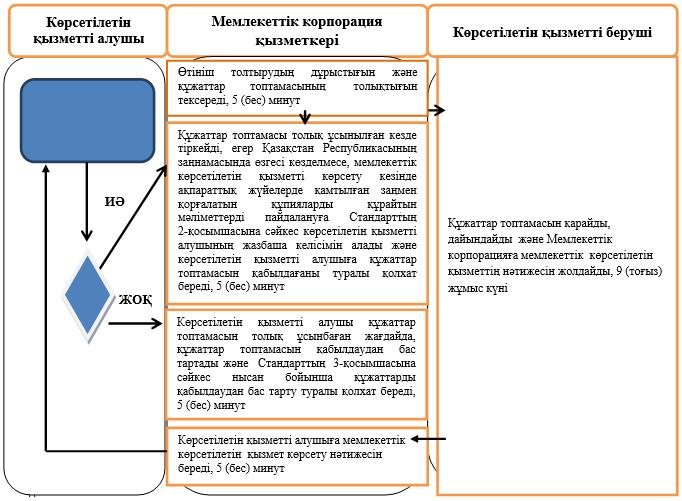 Көрсетілетін
қызметті алушы
Мемлекеттік корпорация
қызметкері
Көрсетілетін қызметті беруші
Өтініш толтырудың дұрыстығын және
құжаттар топтамасының толықтығын
тексереді, 5 (бес) минут
Құжаттар топтамасы толық ұсынылған кезде
тіркейді, егер Қазақстан Республикасының
заңнамасында өзгесі көзделмесе, мемлекеттік
көрсетілетін қызметті көрсету кезінде
ақпараттық жүйелерде қамтылған заңмен
қорғалатын құпияларды құрайтын
мәліметтерді пайдалануға Стандарттың
2-қосымшасына сәйкес көрсетілетін қызметті
алушының жазбаша келісімін алады және
көрсетілетін қызметті алушыға құжаттар
топтамасын қабылдағаны туралы қолхат
береді, 5 (бес) минут
ИӘ
ЖОҚ
Көрсетілетін қызметті алушы құжаттар
топтамасын толық ұсынбаған жағдайда,
құжаттар топтамасын қабылдаудан бас
тартады және Стандарттың 3-қосымшасына
сәйкес нысан бойынша құжаттарды
қабылдаудан бас тарту туралы қолхат береді,
5 (бес) минут
Көрсетілетін қызметті алушыға мемлекеттік
көрсетілетін қызмет көрсету нәтижесін
береді, 5 (бес) минут
Құжаттар топтамасын қарайды,
дайындайды және Мемлекеттік
корпорацияға мемлекеттік көрсетілетін
қызметтің нәтижесін жолдайды, 9 (тоғыз)
жұмыс күні